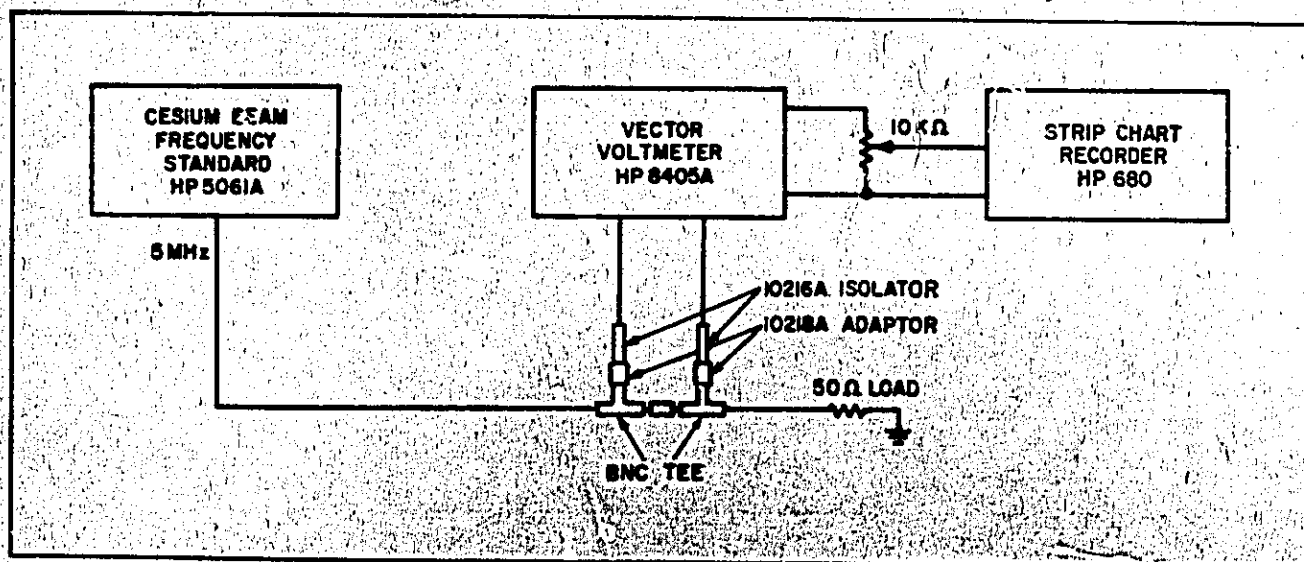 CESIUM BEAM
FREQUENCY
STANDARD
HP 5061A
VECTOR
VOLTMETER
HP 8405A
10 KΩ
STRIP CHART
RECORDER
HP 680
5 MHz
10216A ISOLATOR
10218A ADAPTOR
50 Ω LOAD
BNC TEE